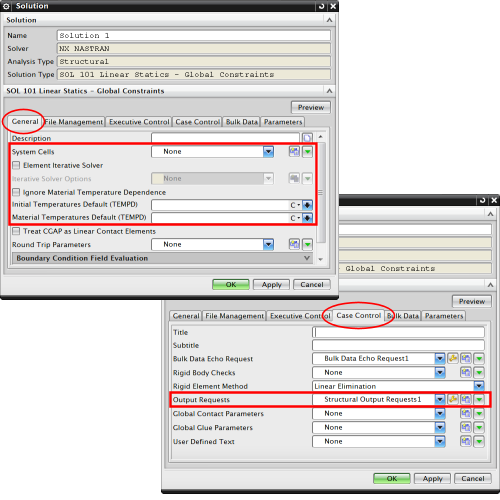 Solution
Solution
Name Solution 1
Solver NX NASTRAN
Analysis Type Structural
Solution Type SOL 101 Linear Statics - Global Constraints
SOL 101 Linear Statics - Global Constraints
Preview
General File Management Executive Control Case Control Bulk Data Parameters
Description
System Cells None
Element Iterative Solver
Iterative Solver Options None
Ignore Material Temperature Dependence
Initial Temperatures Default (TEMPD) C
Material Temperatures Default (TEMPD) C
Treat CGAP as Linear Contact Elements
Round Trip Parameters None
Boundary Condition Field Evaluation
OK Apply Cancel
Global Constraints
Preview
General File Management Executive Control Case Control Bulk Data Parameters
Title
Subtitle
Bulk Data Echo Request Bulk Data Echo Request1
Rigid Body Checks None
Rigid Element Method Linear Elimination
Output Requests Structural Output Requests1
Global Contact Parameters None
Global Glue Parameters None
User Defined Text None
OK Apply Cancel